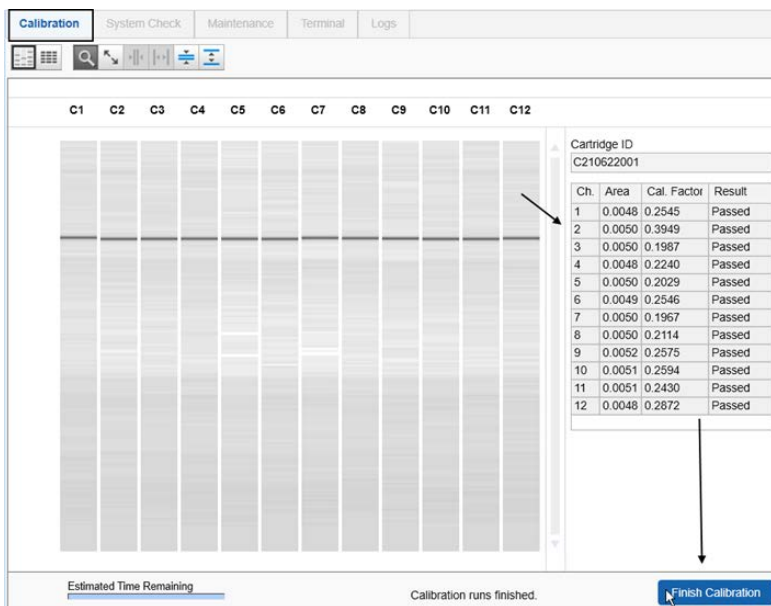 Calibration System Check Maintenance Terminal Logs
C1 C2 C3 C4 C5 C6 C7 C8 C9 C10 C11 C12
Cartridge ID
C210622001
Ch. Area Cal. Factor Result
1 0.0048 0.2545 Passed
2 0.0050 0.3949 Passed
3 0.0050 0.1987 Passed
4 0.0048 0.2240 Passed
5 0.0050 0.2029 Passed
6 0.0049 0.2546 Passed
7 0.0050 0.1967 Passed
8 0.0050 0.2114 Passed
9 0.0052 0.2575 Passed
10 0.0051 0.2594 Passed
11 0.0051 0.2430 Passed
12 0.0048 0.2872 Passed
Estimated Time Remaining
Calibration runs finished.
Finish Calibration